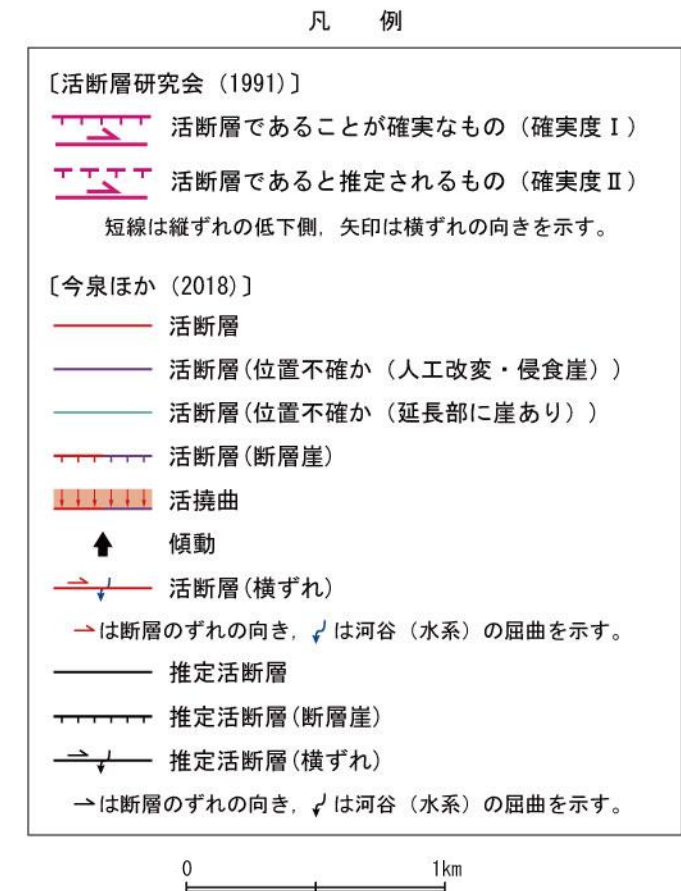 凡　例
〔活断層研究会（1991）〕
活断層であることが確実なもの（確実度Ⅰ）
活断層であると推定されるもの（確実度Ⅱ）
短線は縦ずれの低下側，矢印は横ずれの向きを示す。
〔今泉ほか（2018）〕
活断層
活断層（位置不確か（人工改変・侵食崖））
活断層（位置不確か（延長部に崖あり））
活断層（断層崖）
活撓曲
傾動
活断層（横ずれ）
は断層のずれの向き，は河谷（水系）の屈曲を示す。
推定活断層
推定活断層（断層崖）
推定活断層（横ずれ）
は断層のずれの向き，は河谷（水系）の屈曲を示す。
0 1km